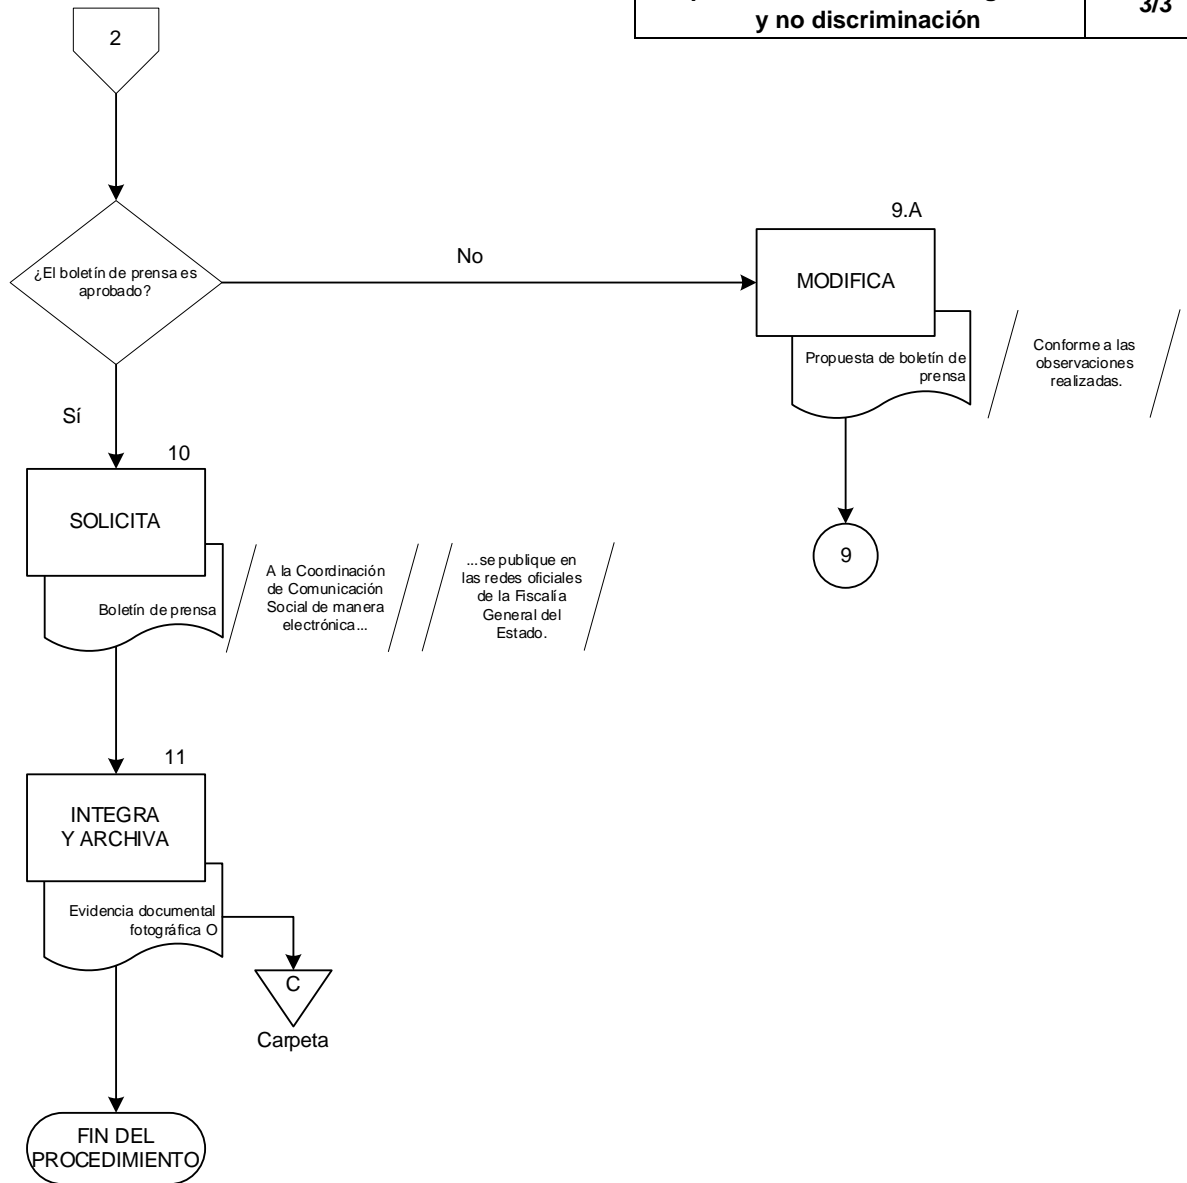 y no discriminación
3/3
2
¿El boletín de prensa es
aprobado?
No
9.A
MODIFICA
Propuesta de boletín de
prensa
Conforme a las
observaciones
realizadas.
9
Sí
10
SOLICITA
Boletín de prensa
A la Coordinación
de Comunicación
Social de manera
electrónica...
...se publique en
las redes oficiales
de la Fiscalía
General del
Estado.
11
INTEGRA
Y ARCHIVA
Evidencia documental
fotográfica O
C
Carpeta
FIN DEL
PROCEDIMIENTO